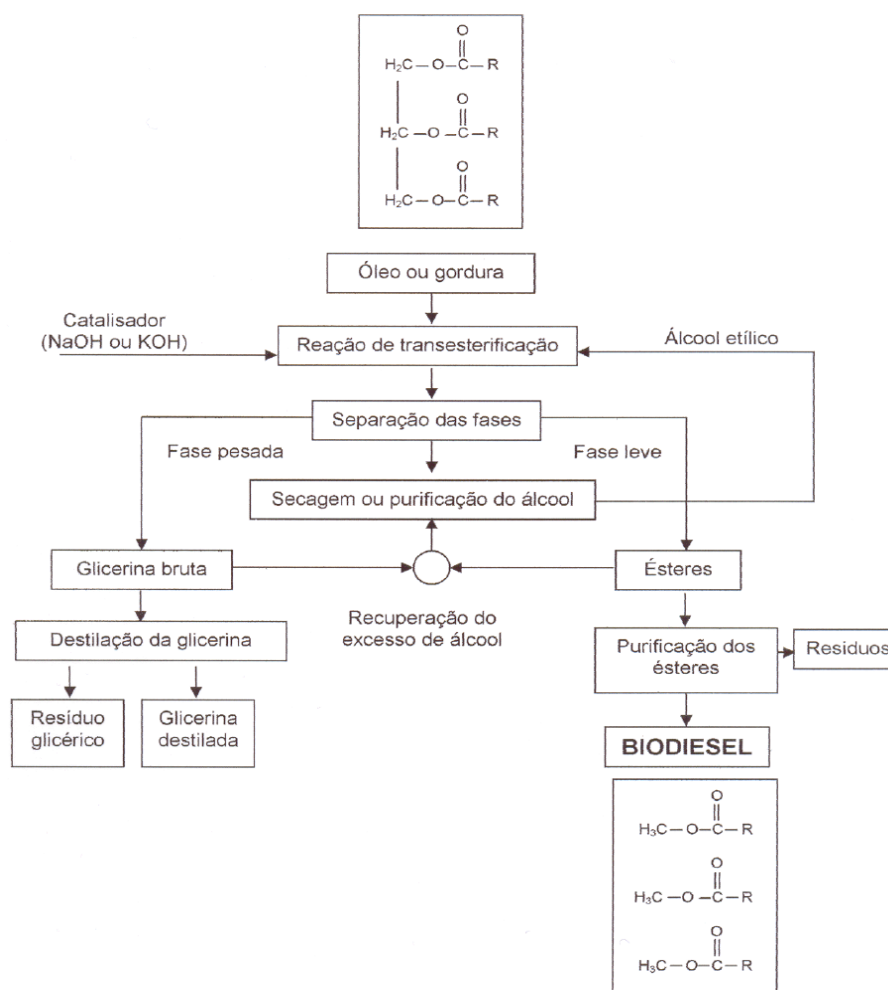 O
H₂C—O—C—R
O
H₂C—O—C—R
O
H₂C—O—C—R
Óleo ou gordura
Catalisador
(NaOH ou KOH)
Reação de transesterificação
Álcool etílico
Separação das fases
Fase pesada
Fase leve
Secagem ou purificação do álcool
Glicerina bruta
Ésteres
Recuperação do
excesso de álcool
Destilação da glicerina
Purificação dos
ésteres
Residuos
Resíduo
glicérico
Glicerina
destilada
BIODIESEL
O
H₃C—O—C—R
O
H₃C—O—C—R
O
H₃C—O—C—R